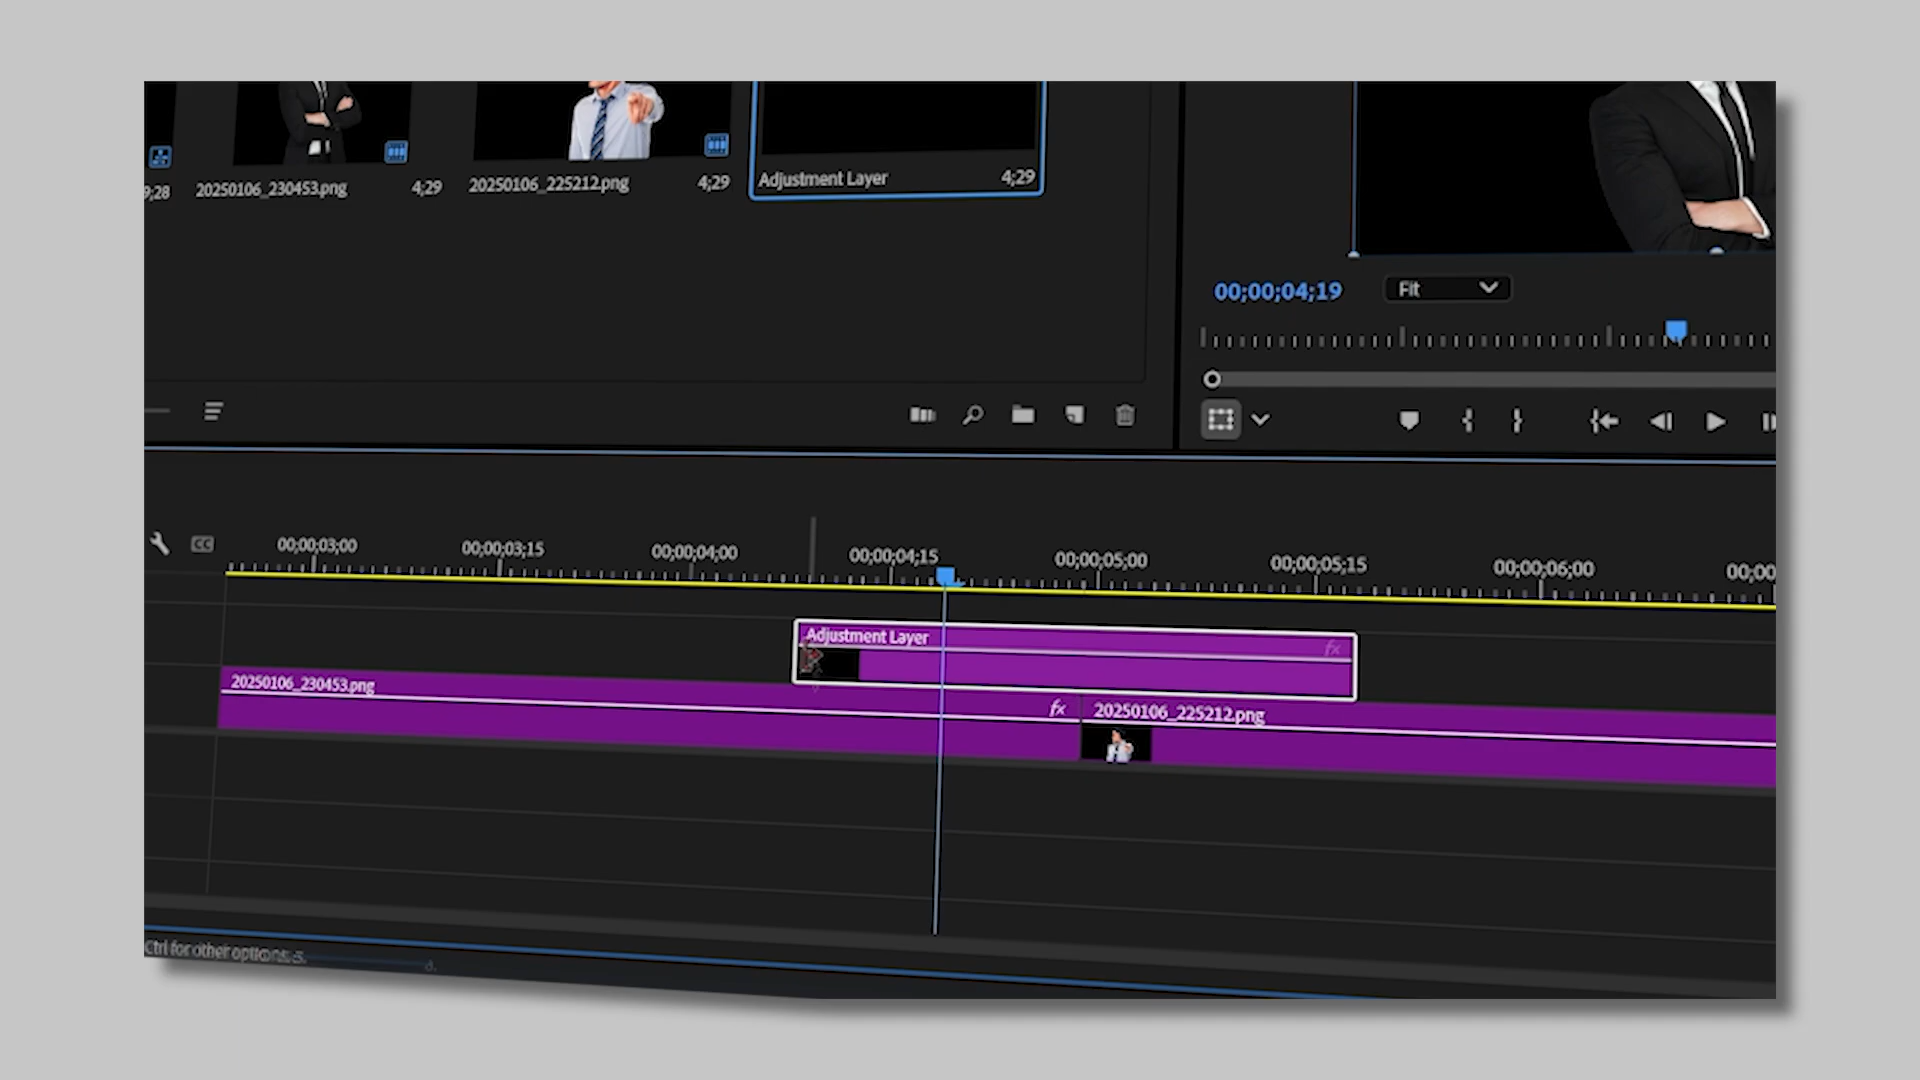 9;28
20250106_230453.png
4;29
20250106_225212.png
4;29
Adjustment Layer
4;29
00;00;04;19
Fit
CC
00;00;03;00
00;00;03;15
00;00;04;00
00;00;04;15
00;00;05;00
00;00;05;15
00;00;06;00
00;00
Adjustment Layer
fx
20250106_230453.png
fx
20250106_225212.png
Ctrl for other options.